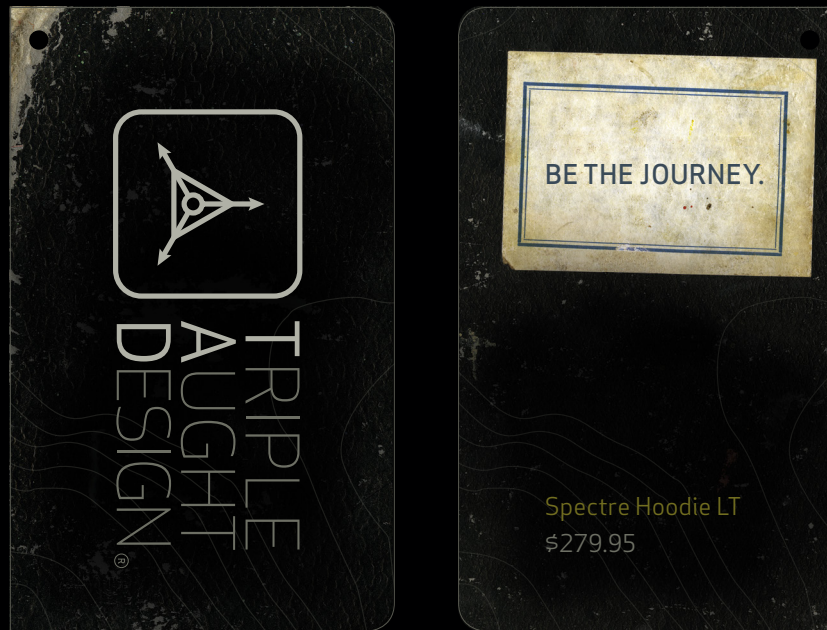 TRIPLE
AUGHT
DESIGN®
BE THE JOURNEY.
Spectre Hoodie LT
$279.95